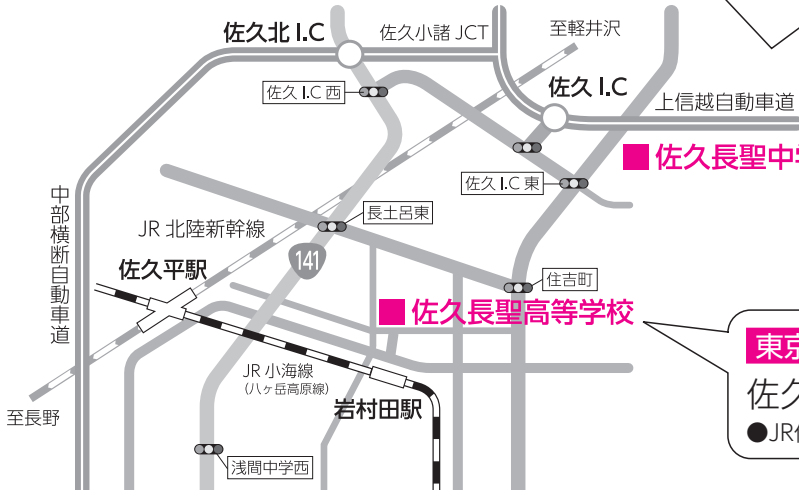 佐久北 I.C
佐久小諸 JCT
至軽井沢
佐久 I.C 西
佐久 I.C
上信越自動車道
佐久長聖中学
佐久 I.C 東
中部横断自動車道
長土呂東
JR 北陸新幹線
141
佐久平駅
住吉町
佐久長聖高等学校
東京
佐久
JR 小海線
(八ヶ岳高原線)
●JR佐
至長野
岩村田駅
浅間中学西